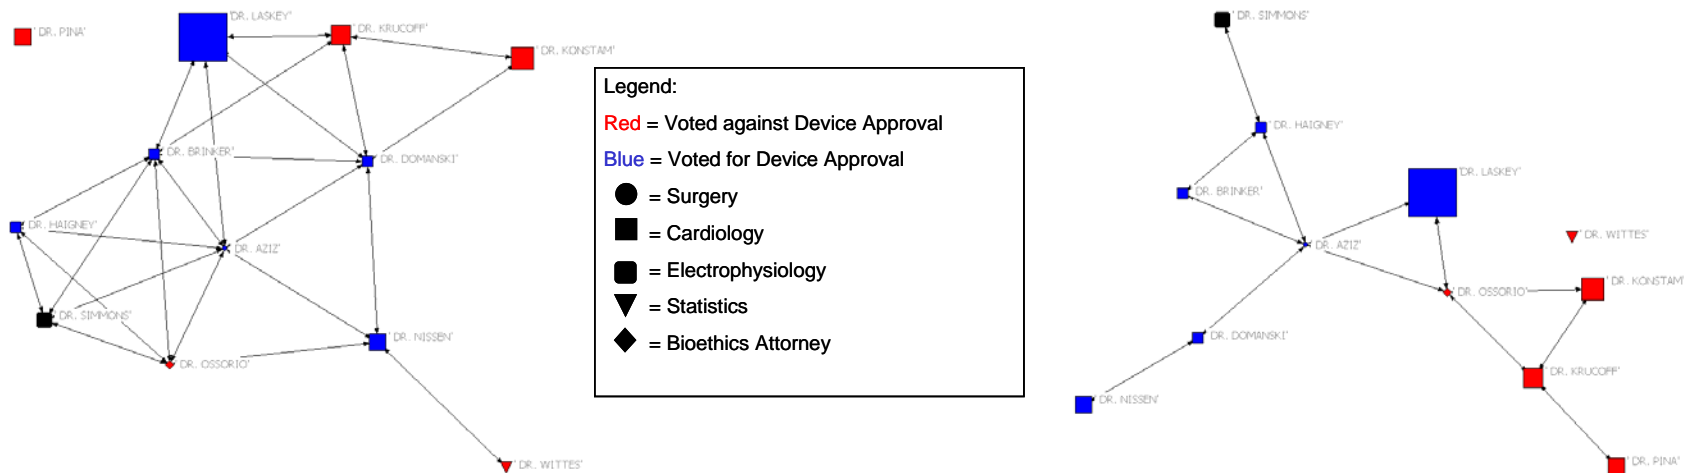 ' DR. PINA'
' DR. LASKEY'
' DR. KRUCOFF'
' DR. KONSTAM'
' DR. BRINKER'
' DR. DOMANSKI'
' DR. HAIGNEY'
' DR. AZIZ'
' DR. SIMMONS'
' DR. NISSEN'
' DR. OSSORIO'
' DR. WITTES'
Legend:
Red = Voted against Device Approval
Blue = Voted for Device Approval
= Surgery
= Cardiology
= Electrophysiology
= Statistics
= Bioethics Attorney
' DR. SIMMONS'
' DR. HAIGNEY'
' DR. LASKEY'
' DR. BRINKER'
' DR. WITTES'
' DR. AZIZ'
' DR. KONSTAM'
' DR. OSSORIO'
' DR. DOMANSKI'
' DR. KRUCOFF'
' DR. NISSEN'
' DR. PINA'